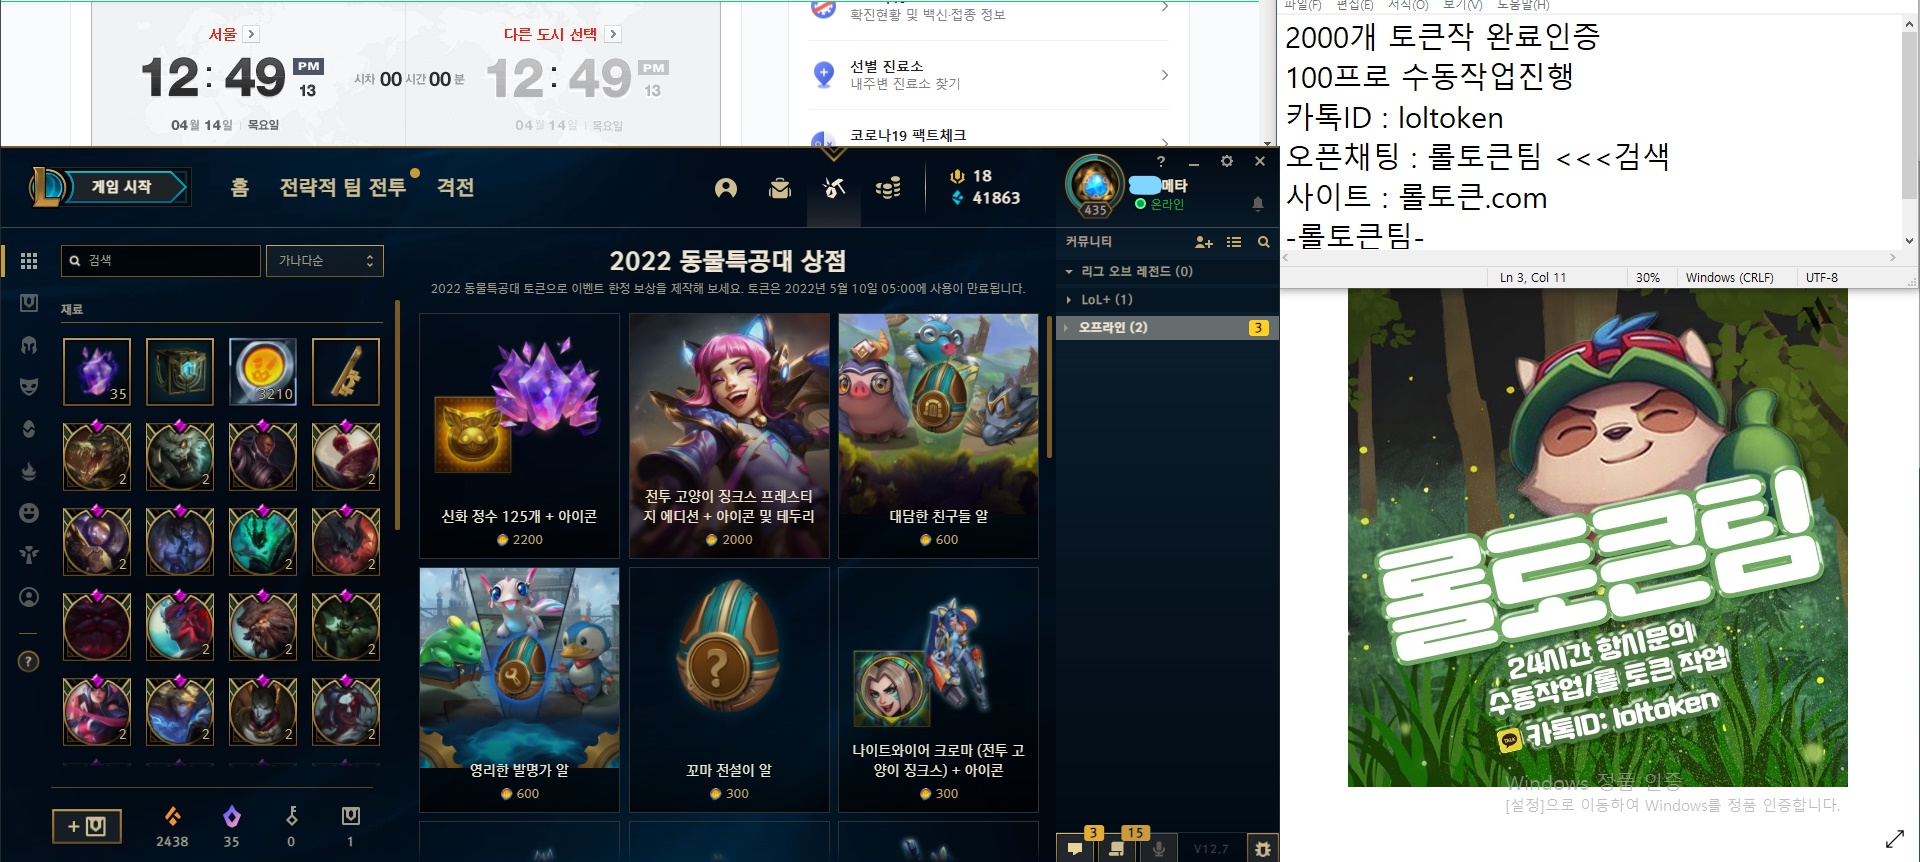 서울
12:49 PM 13
04월 14일 | 목요일
시차 00 시간 00 분
다른 도시 선택
12:49 PM 13
04월 14일 | 목요일
확진현황 및 백신·접종 정보
선별 진료소
내주변 진료소 찾기
코로나19 팩트체크
파일(F) 편집(E) 서식(O) 보기(V) 도움말(H)
2000개 토큰작 완료인증
100프로 수동작업진행
카톡ID : loltoken
오픈채팅 : 롤토큰팀 <<<검색
사이트 : 롤토큰.com
-롤토큰팀-
Ln 3, Col 11 30% Windows (CRLF) UTF-8
게임 시작
홈 전략적 팀 전투 격전
18
41863
435
메타
온라인
검색
가나다순
재료
35
3210
2 2 2 2
2 2 2
2 2 2
2 2 2 2
2438 35 0 1
2022 동물특공대 상점
2022 동물특공대 토큰으로 이벤트 한정 보상을 제작해 보세요. 토큰은 2022년 5월 10일 05:00에 사용이 만료됩니다.
신화 정수 125개 + 아이콘
2200
전투 고양이 징크스 프레스티
지 에디션 + 아이콘 및 테두리
2000
대담한 친구들 알
600
영리한 발명가 알
600
꼬마 전설이 알
300
나이트와이어 크로마 (전투 고
양이 징크스) + 아이콘
300
커뮤니티
리그 오브 레전드 (0)
LoL+ (1)
오프라인 (2) 3
3 15
V12.7
롤토큰팀
24시간 항시문의
수동작업/롤 토큰 작업
TALK 카톡ID: loltoken
Windows 정품 인증
[설정]으로 이동하여 Windows를 정품 인증합니다.